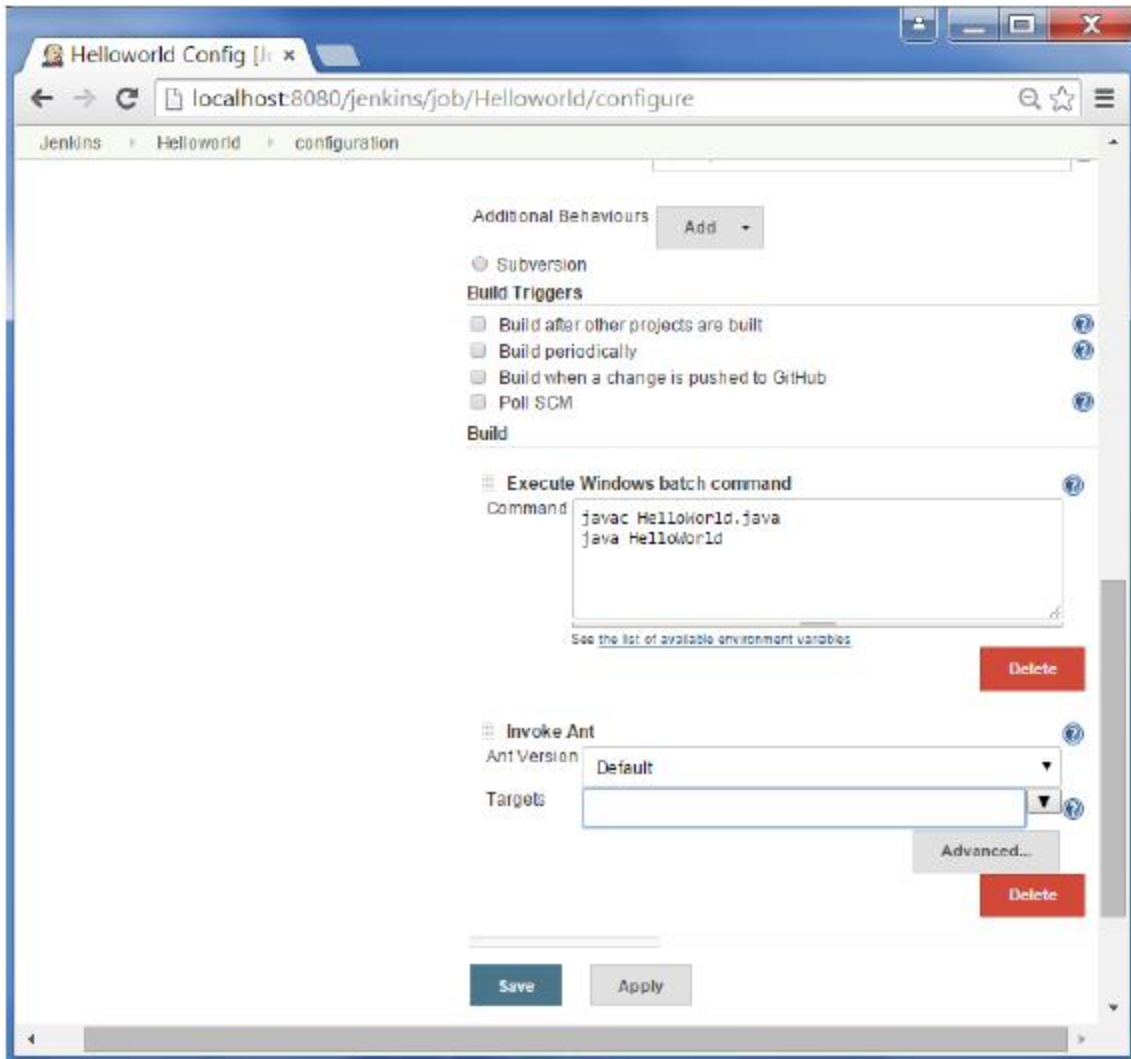 Helloworld Config [Je
localhost:8080/jenkins/job/Helloworld/configure
Jenkins Helloworld configuration
Additional Behaviours Add
Subversion
Build Triggers
Build after other projects are built
Build periodically
Build when a change is pushed to GitHub
Poll SCM
Build
Execute Windows batch command
Command
javac HelloWorld.java
java HelloWorld
See the list of available environment variables
Delete
Invoke Ant
Ant Version Default
Targets
Advanced...
Delete
Save Apply